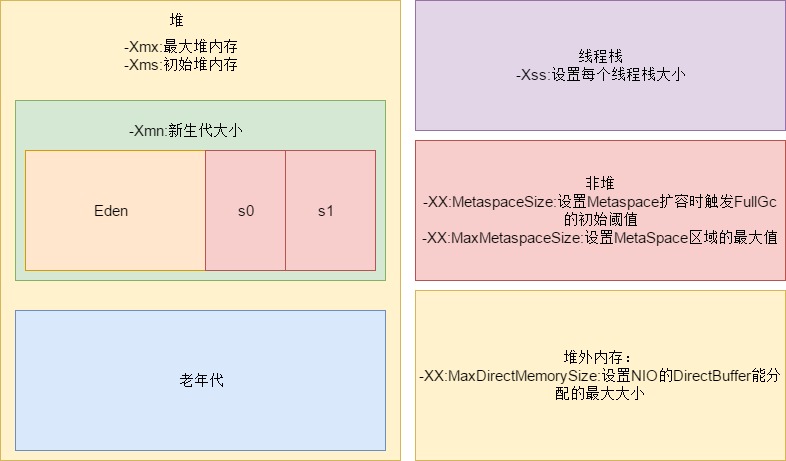 堆
-Xmx:最大堆内存
-Xms:初始堆内存
-Xmn:新生代大小
Eden
s0
s1
老年代
线程栈
-Xss:设置每个线程栈大小
非堆
-XX:MetaspaceSize:设置Metaspace扩容时触发FullGc
的初始阈值
-XX:MaxMetaspaceSize:设置MetaSpace区域的最大值
堆外内存：
-XX:MaxDirectMemorySize:设置NIO的DirectBuffer能分
配的最大大小